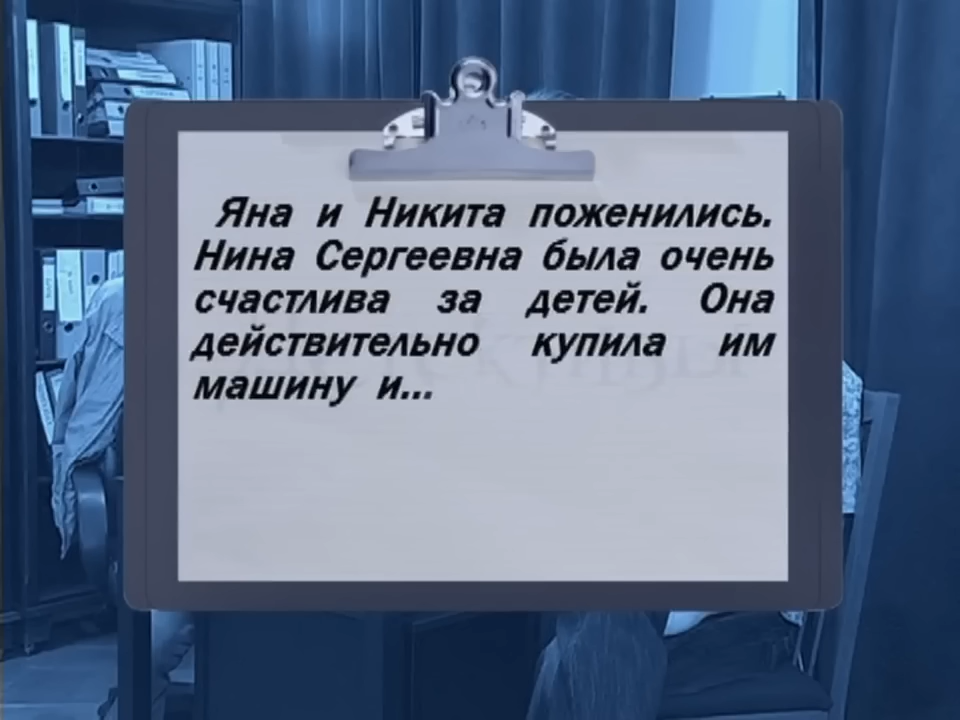 Яна и Никита поженились.
Нина Сергеевна была очень
счастлива за детей. Она
действительно купила им
машину и...